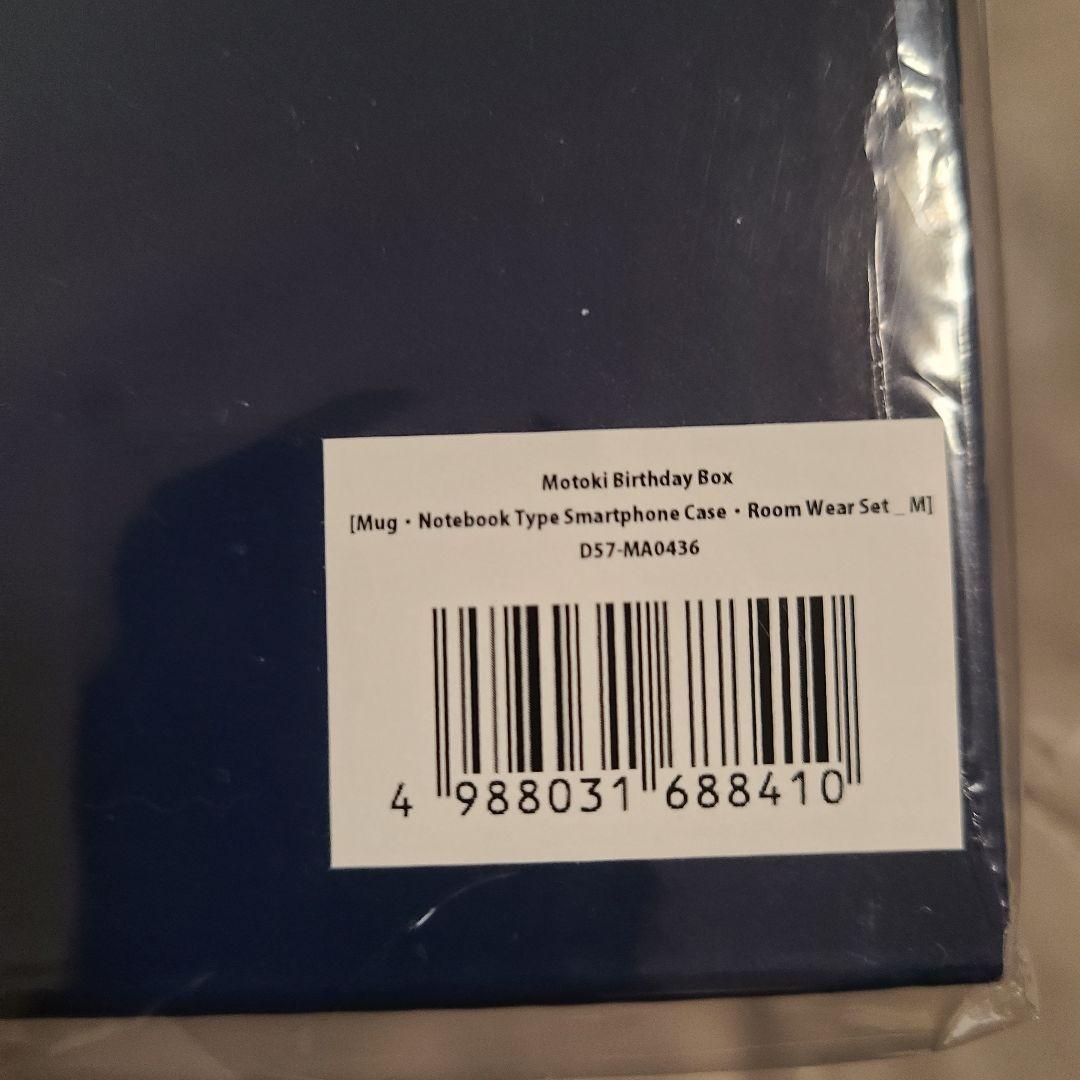 Motoki Birthday Box
[Mug・Notebook Type Smartphone Case・Room Wear Set _ M]
D57-MA0436
4 988031 688410